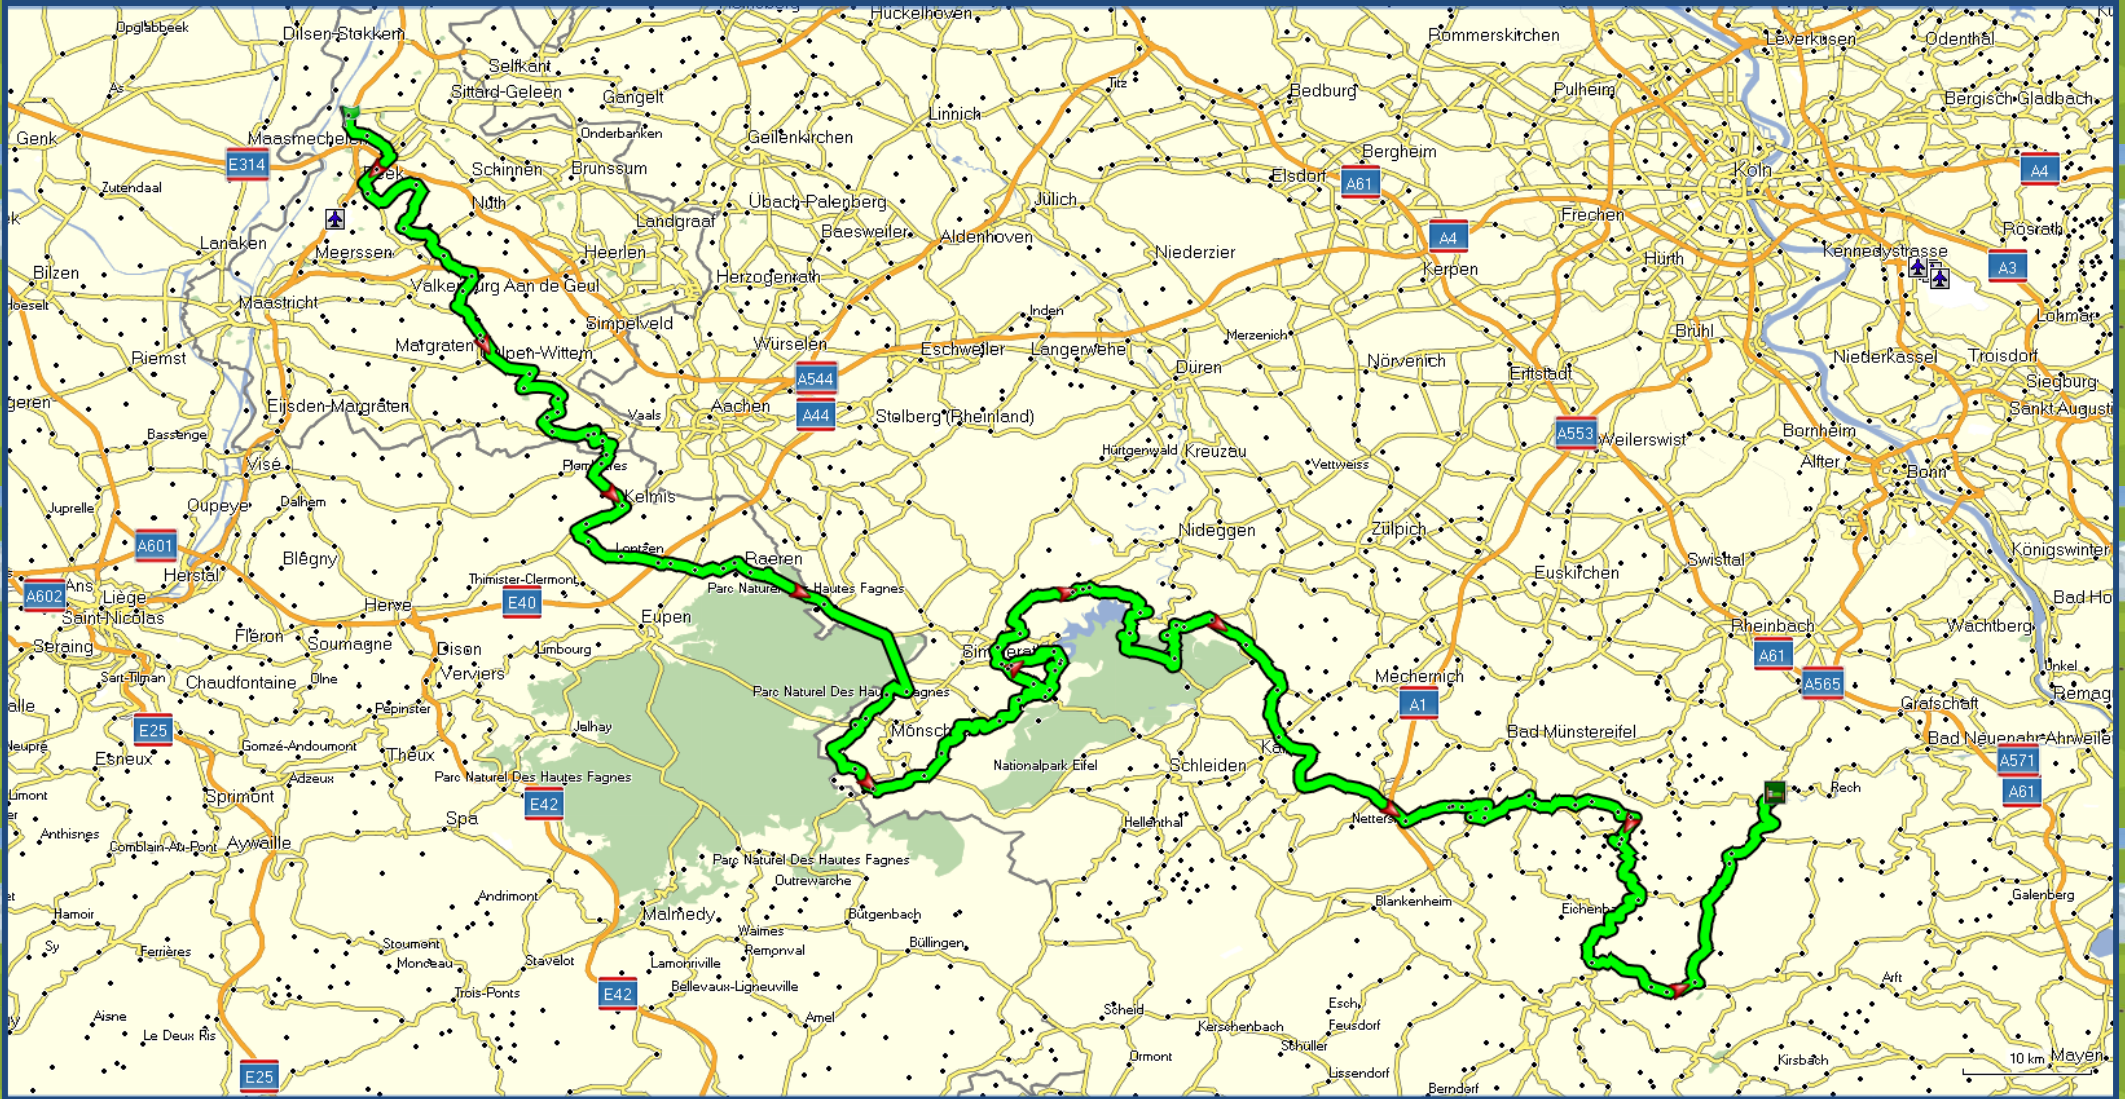 Hückelhoven
Opglabbeek
Dilsen-Stokkem
Rommerskirchen
Leverkusen
Odenthal
Selfkant
As
Sittard-Geleen
Gangelt
Titz
Bedburg
Pulheim
Bergisch Gladbach
Linnich
Genk
Maasmechelen
Onderbanken
Geilenkirchen
Bergheim
E314
Schinnen
Brussum
Elsdorf
A61
Köln
A4
Zutendaal
Nuth
Übach-Palenberg
Jülich
Landgraaf
Frechen
Baesweiler
Aldenhoven
A4
Rösrath
Lanaken
Meerssen
Heerlen
Niederzier
Kennedystrasse
Hürth
A3
Bilzen
Herzogenrath
Kerpen
Valkenburg Aan de Geul
Hoeselt
Maastricht
Inden
Lohmar
Simpelveld
Merzenich
Brühl
Margraten
Würselen
Eschweiler
Langerwehe
Riemst
Nörvenich
Niederkassel
Troisdorf
Düren
A544
Erftstadt
Siegburg
Eijsden-Margraten
Vaals
Aachen
A44
Stolberg (Rheinland)
Sankt August
Bassenge
A553
Weilerswist
Bornheim
Visé
Hürtgenwald
Kreuzau
Vettweiss
Alfter
Bonn
Kelmis
Juprelle
Oupeye
Dalhem
Nideggen
Zülpich
A601
Blegny
Lontzen
Raeren
Swisttal
Königswinter
Herstal
Thimister-Clermont
Euskirchen
Ans
A602
Liège
Herve
E40
Parc Naturel Des Hautes Fagnes
Bad Ho
Saint-Nicolas
Eupen
Rheinbach
Wachtberg
Seraing
Fléron
Soumagne
Dison
Limbourg
A61
Unkel
Sart-Tilman
Chaudfontaine
Olne
Verviers
Mechernich
A565
Remag
Pepinster
A1
Grafschaft
E25
Jalhay
Bad Münstereifel
Bad Neuenahr-Ahrweiler
Neupré
Esneux
Gomzé-Andoumont
Theux
Nationalpark Eifel
Schleiden
A571
Adzeux
Parc Naturel Des Hautes Fagnes
Sprimont
E42
Rech
A61
Spa
Hellenthal
Anthisnes
Comblain-Au-Pont
Aywaille
Parc Naturel Des Hautes Fagnes
Outrewarche
Andrimont
Blankenheim
Galenberg
Hamoir
Malmedy
Bütgenbach
Sy
Ferrières
Stoumont
Waimes
Büllingen
Monceau
Stavelot
Lamonriville
Arft
Trois-Ponts
E42
Bellevaux-Ligneuville
Esch
Aisne
Amel
Scheid
Kerschenbach
Feusdorf
Le Deux Ris
Schüller
Ormont
Kirsbach
10 km
Mayen
E25
Lissendorf
Berndorf